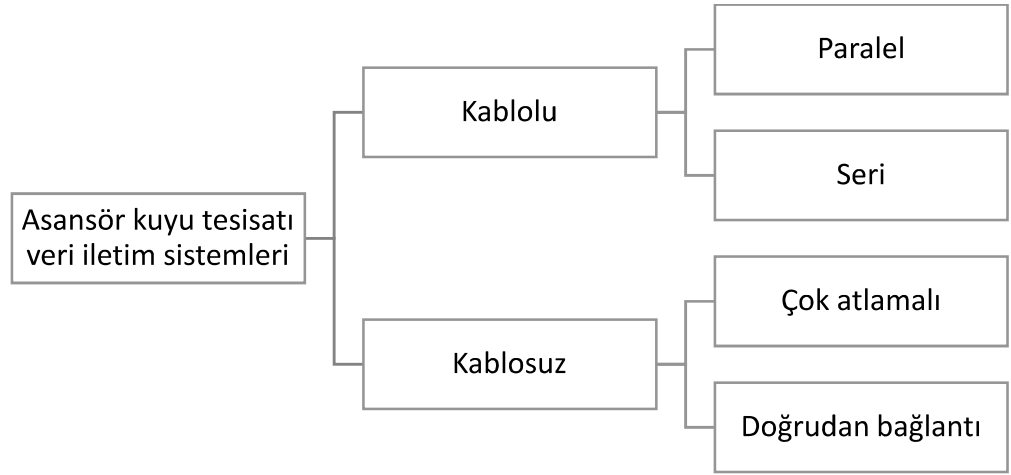 Asansör kuyu tesisatı
veri iletim sistemleri
Kablolu
Paralel
Seri
Kablosuz
Çok atlamalı
Doğrudan bağlantı